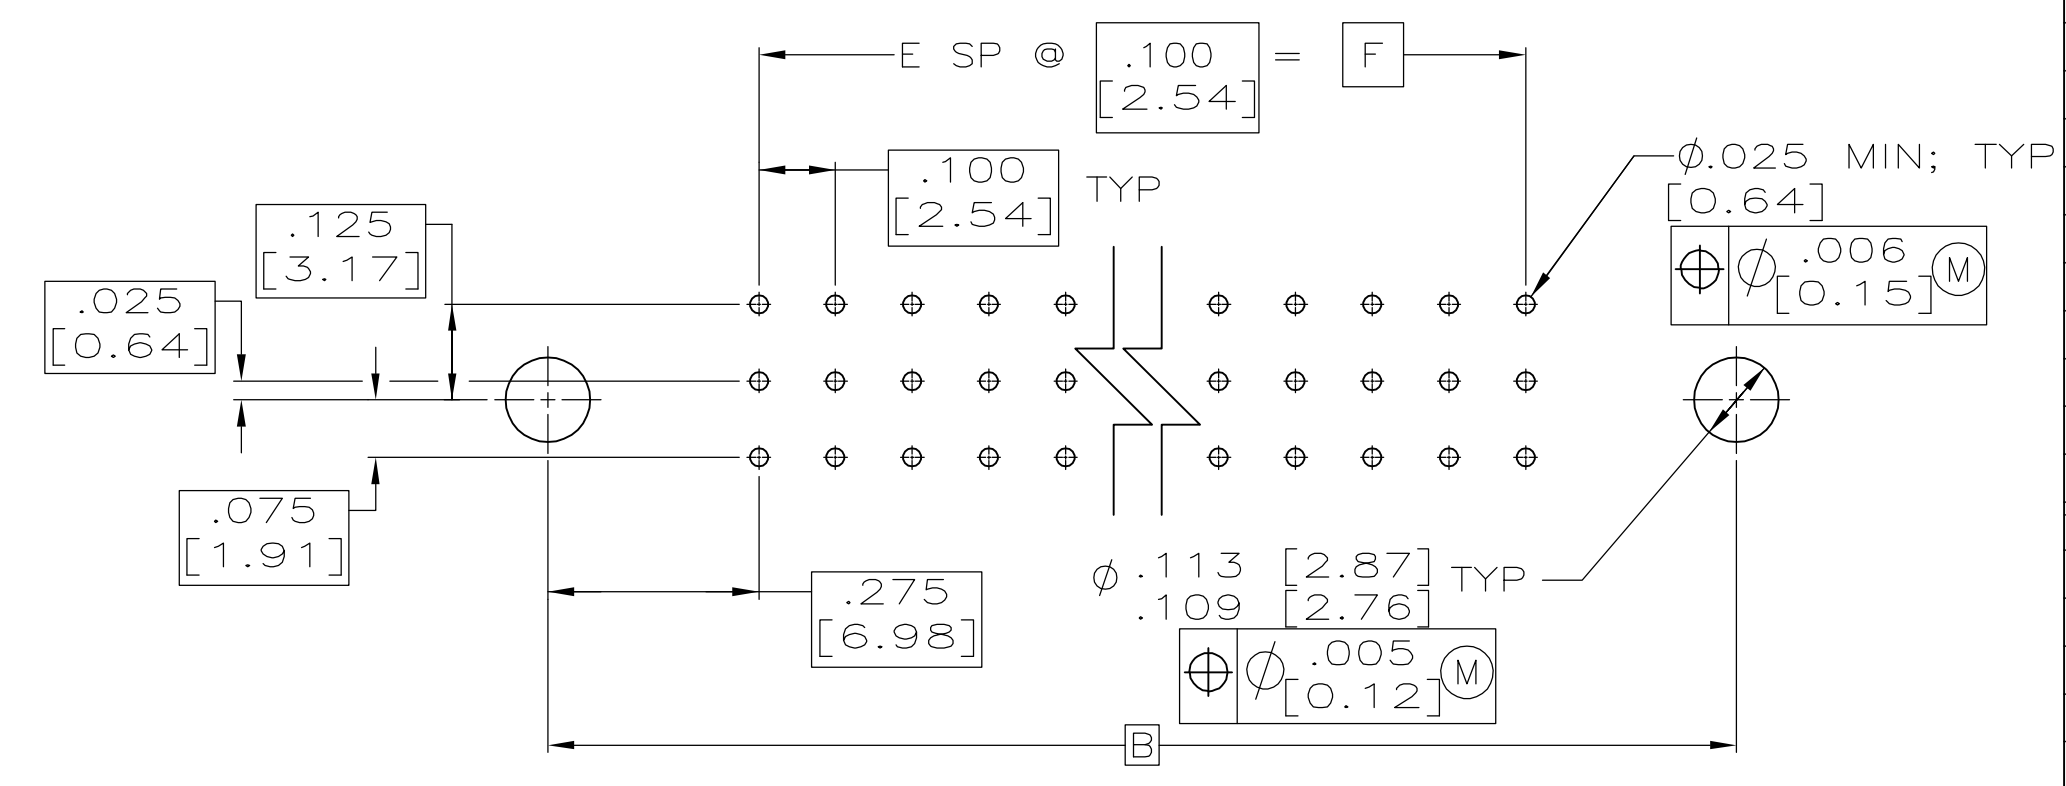 E SP @ .100 = F
[2.54]
.100 TYP
[2.54]
⌀.025 MIN; TYP
[0.64]
⌖ ⌀ .006 Ⓜ
[0.15]
.125
[3.17]
.025
[0.64]
.075
[1.91]
.275
[6.98]
⌀ .113 [2.87] TYP
.109 [2.76]
⌖ ⌀ .005 Ⓜ
[0.12]
B